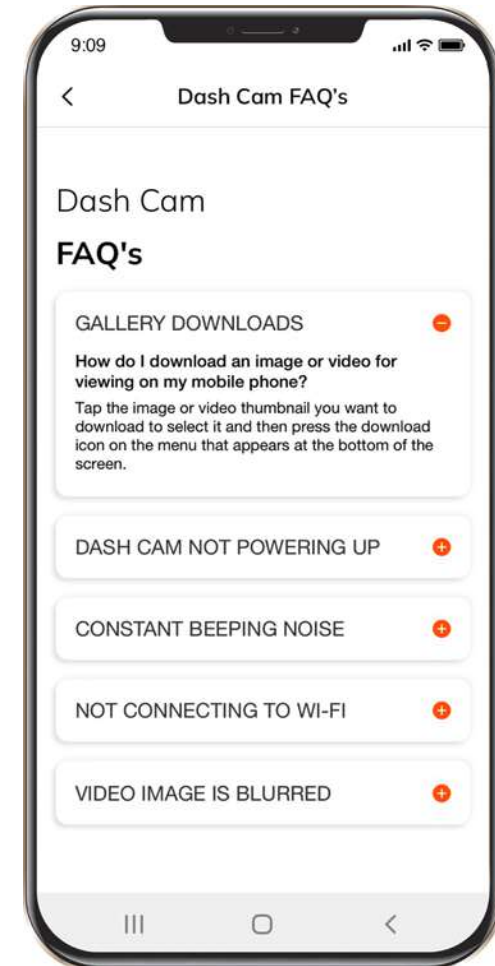 9:09
Dash Cam FAQ's
Dash Cam
FAQ's
GALLERY DOWNLOADS
How do I download an image or video for
viewing on my mobile phone?
Tap the image or video thumbnail you want to
download to select it and then press the download
icon on the menu that appears at the bottom of the
screen.
DASH CAM NOT POWERING UP
CONSTANT BEEPING NOISE
NOT CONNECTING TO WI-FI
VIDEO IMAGE IS BLURRED